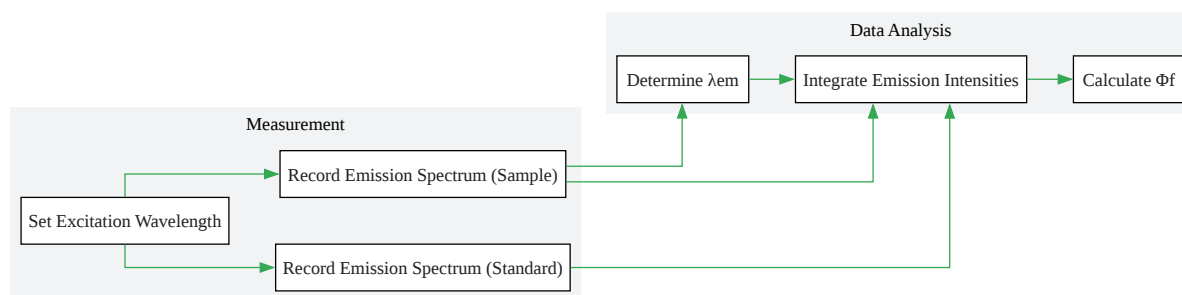 Data Analysis
Determine λem
Integrate Emission Intensities
Calculate Φf
Measurement
Record Emission Spectrum (Sample)
Set Excitation Wavelength
Record Emission Spectrum (Standard)